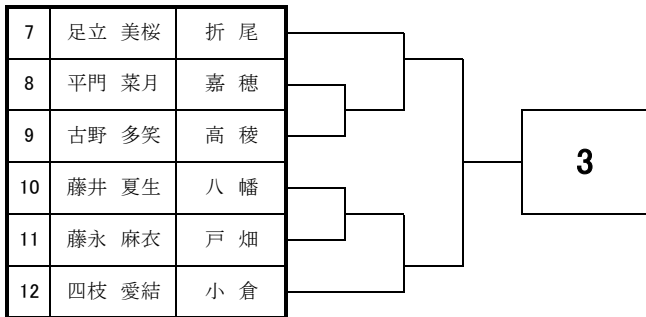 7 足立 美桜 折 尾
8 平門 菜月 嘉 穂
9 古野 多笑 高 稜
10 藤井 夏生 八 幡
11 藤永 麻衣 戸 畑
12 四枝 愛結 小 倉
3